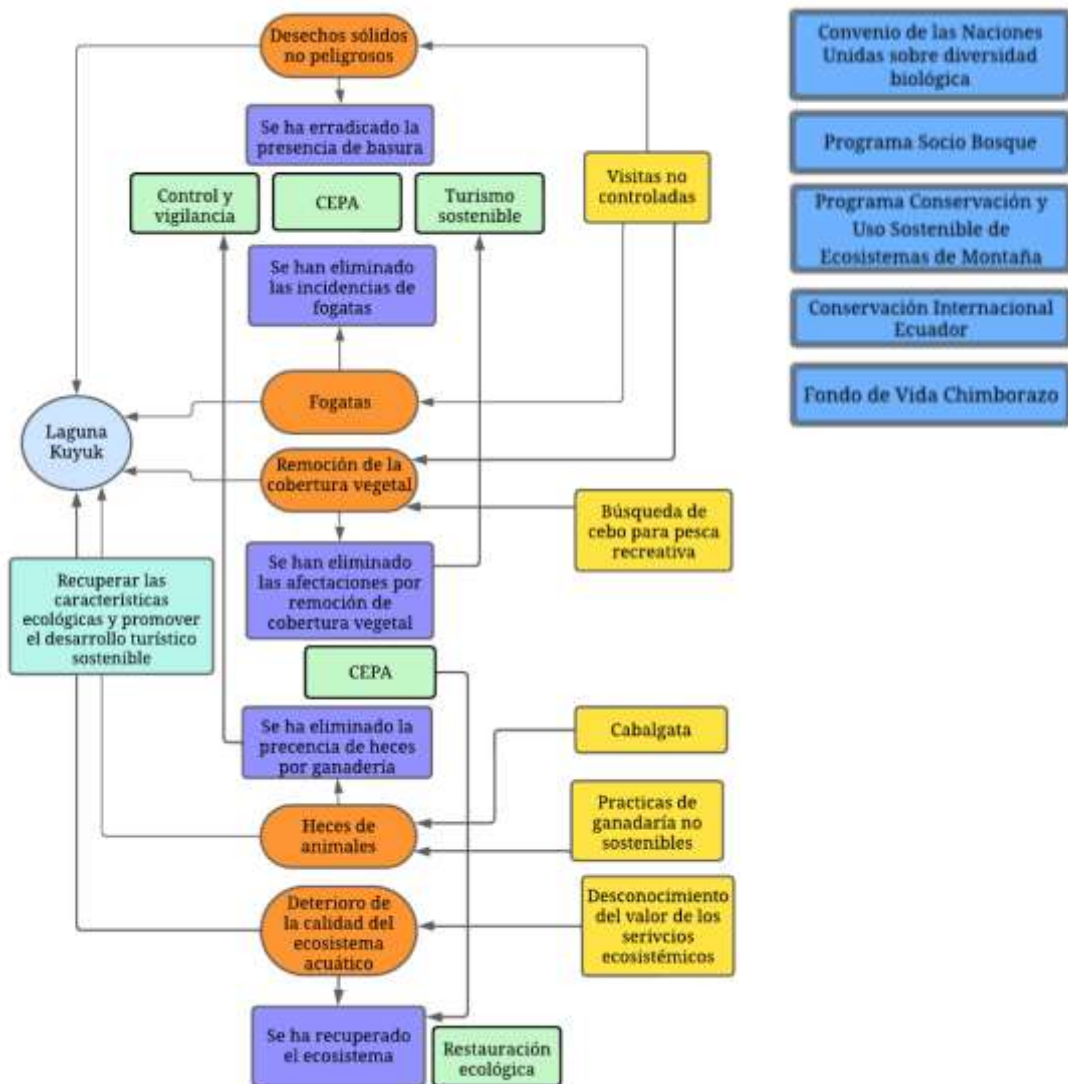 Desechos sólidos
no peligrosos
Se ha erradicado la
presencia de basura
Control y
vigilancia
CEPA
Turismo
sostenible
Visitas no
controladas
Se han eliminado
las incidencias de
fogatas
Fogatas
Laguna
Kuyuk
Remoción de la
cobertura vegetal
Búsqueda de
cebo para pesca
recreativa
Se han eliminado
las afectaciones por
remoción de
cobertura vegetal
Recuperar las
características
ecológicas y promover
el desarrollo turístico
sostenible
CEPA
Se ha eliminado la
precencia de heces
por ganadería
Cabalgata
Practicas de
ganadaría no
sostenibles
Heces de
animales
Deterioro de
la calidad del
ecosistema
acuático
Desconocimiento
del valor de los
serivcios
ecosistémicos
Se ha recuperado
el ecosistema
Restauración
ecológica
Convenio de las Naciones
Unidas sobre diversidad
biológica
Programa Socio Bosque
Programa Conservación y
Uso Sostenible de
Ecosistemas de Montaña
Conservación Internacional
Ecuador
Fondo de Vida Chimborazo